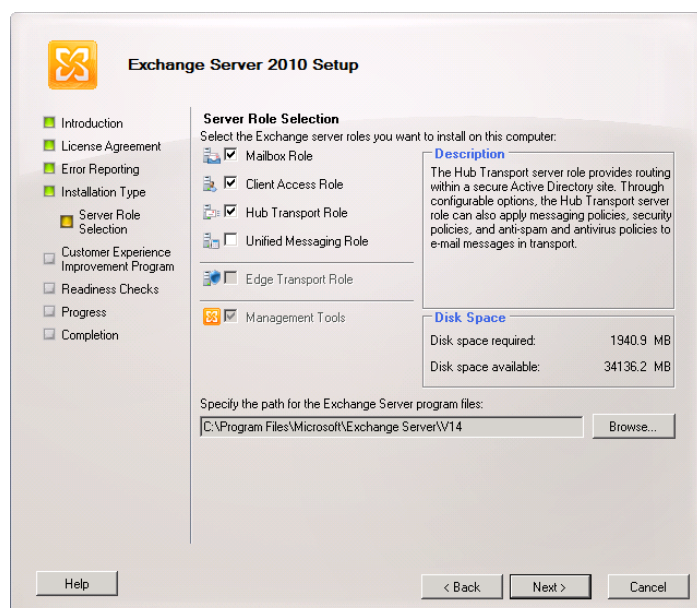 Exchange Server 2010 Setup
Introduction
License Agreement
Error Reporting
Installation Type
Server Role
Selection
Customer Experience
Improvement Program
Readiness Checks
Progress
Completion
Server Role Selection
Select the Exchange server roles you want to install on this computer:
Mailbox Role
Client Access Role
Hub Transport Role
Unified Messaging Role
Edge Transport Role
Management Tools
Description
The Hub Transport server role provides routing
within a secure Active Directory site. Through
configurable options, the Hub Transport server
role can also apply messaging policies, security
policies, and anti-spam and antivirus policies to
e-mail messages in transport.
Disk Space
Disk space required: 1940.9 MB
Disk space available: 34136.2 MB
Specify the path for the Exchange Server program files:
C:\Program Files\Microsoft\Exchange Server\V14
Browse...
Help
< Back
Next >
Cancel